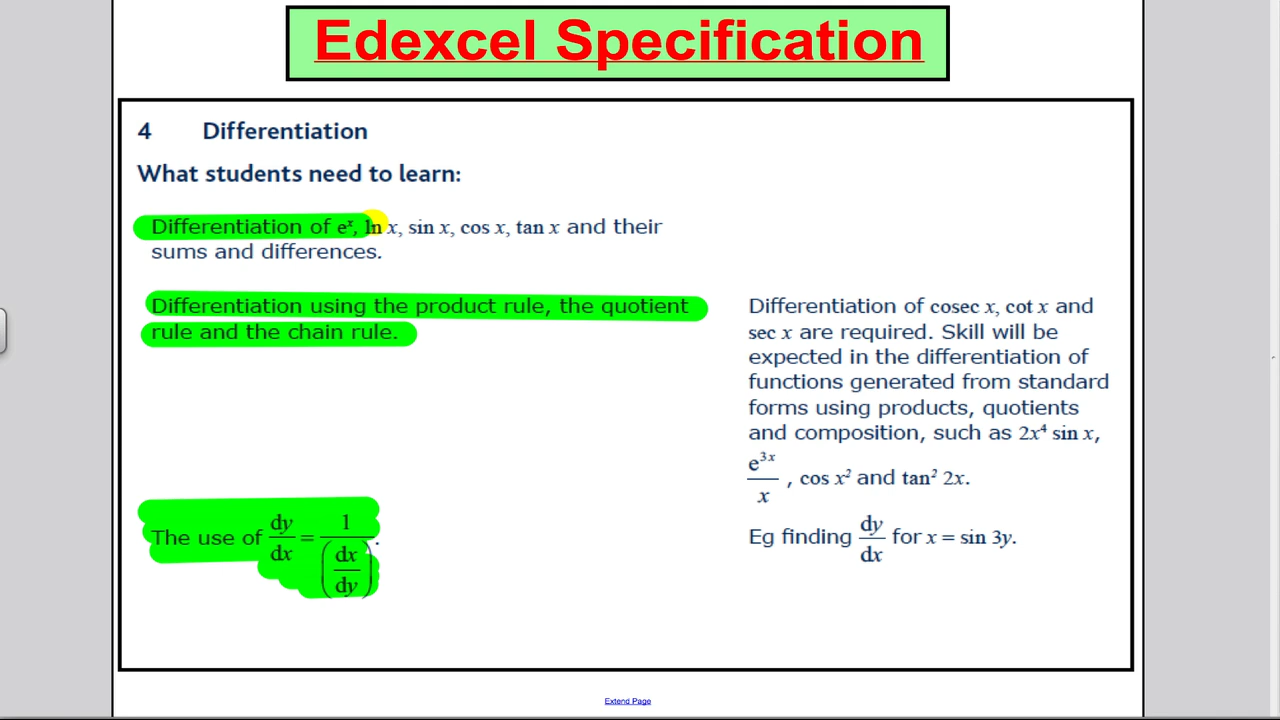 Edexcel Specification
4 Differentiation
What students need to learn:
Differentiation of eˣ, ln x, sin x, cos x, tan x and their
sums and differences.
Differentiation using the product rule, the quotient
rule and the chain rule.
Differentiation of cosec x, cot x and
sec x are required. Skill will be
expected in the differentiation of
functions generated from standard
forms using products, quotients
and composition, such as 2x⁴ sin x,
e³ˣ/x , cos x² and tan² 2x.
The use of dy/dx = 1/(dx/dy).
Eg finding dy/dx for x = sin 3y.
Extend Page